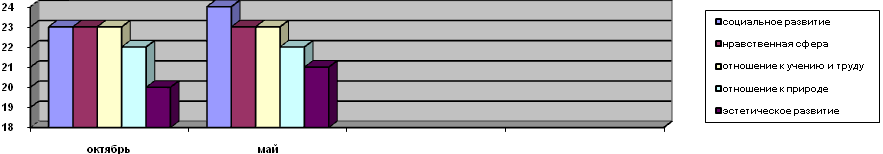 24
23
22
21
20
19
18
октябрь май
социальное развитие
нравственная сфера
отношение к учению и труду
отношение к природе
эстетическое развитие